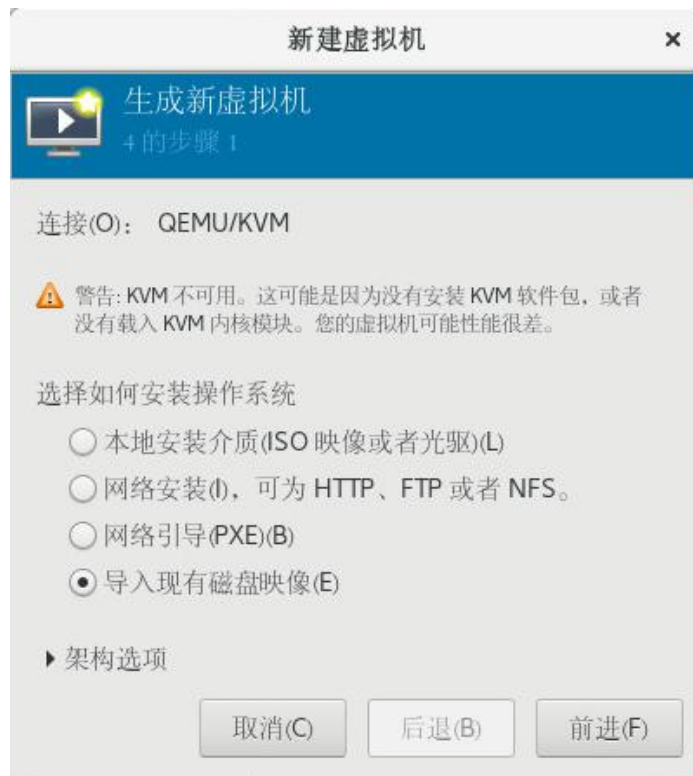 新建虚拟机
生成新虚拟机
4 的步骤 1
连接(O)： QEMU/KVM
警告: KVM 不可用。这可能是因为没有安装 KVM 软件包，或者
没有载入 KVM 内核模块。您的虚拟机可能性能很差。
选择如何安装操作系统
本地安装介质(ISO 映像或者光驱)(L)
网络安装(I)，可为 HTTP、FTP 或者 NFS。
网络引导(PXE)(B)
导入现有磁盘映像(E)
架构选项
取消(C) 后退(B) 前进(F)